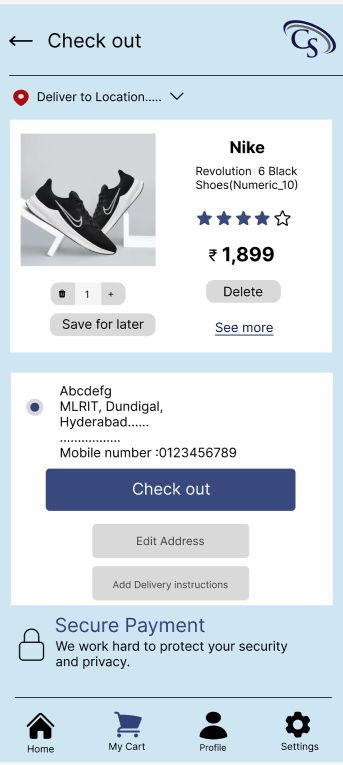 Check out
CS
Deliver to Location.....
Nike
Revolution 6 Black
Shoes(Numeric_10)
₹ 1,899
1 +
Delete
Save for later
See more
Abcdefg
MLRIT, Dundigal,
Hyderabad......
.................
Mobile number :0123456789
Check out
Edit Address
Add Delivery instructions
Secure Payment
We work hard to protect your security
and privacy.
Home
My Cart
Profile
Settings